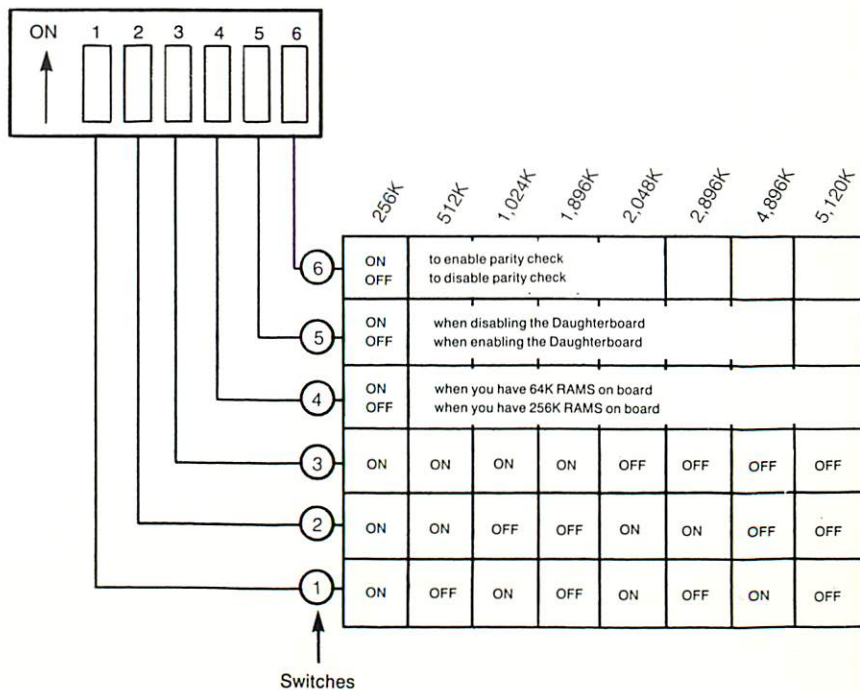 ON 1 2 3 4 5 6
256K 512K 1,024K 1,896K 2,048K 2,896K 4,896K 5,120K
6 ON to enable parity check
OFF to disable parity check
5 ON when disabling the Daughterboard
OFF when enabling the Daughterboard
4 ON when you have 64K RAMS on board
OFF when you have 256K RAMS on board
3 ON ON ON ON OFF OFF OFF OFF
2 ON ON OFF OFF ON ON OFF OFF
1 ON OFF ON OFF ON OFF ON OFF
Switches